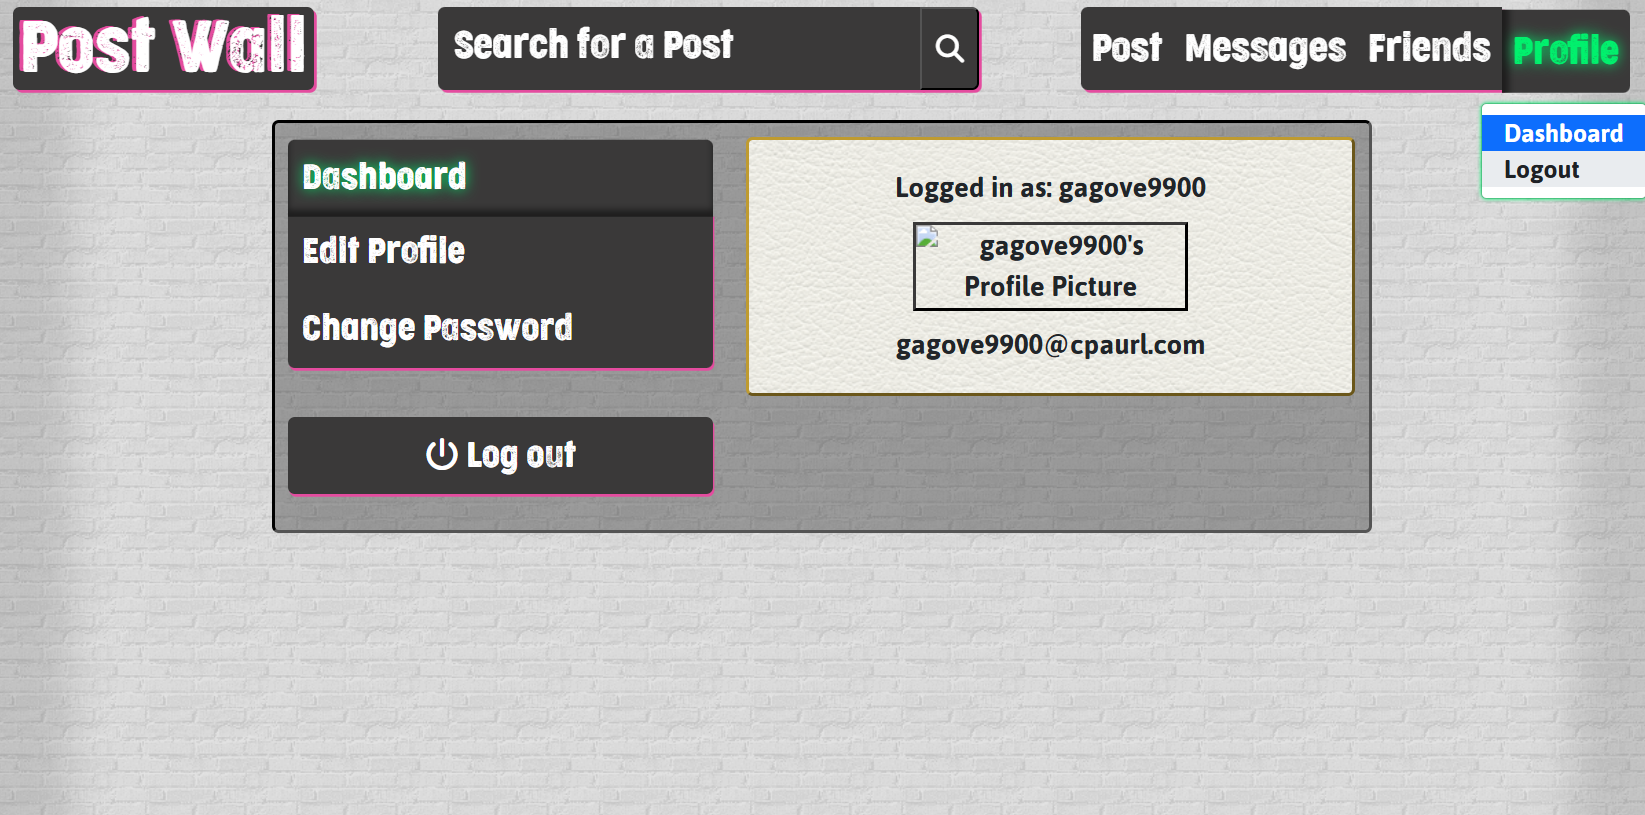 Post Wall
Search for a Post
Post Messages Friends Profile
Dashboard
Logout
Dashboard
Edit Profile
Change Password
Log out
Logged in as: gagove9900
gagove9900's
Profile Picture
gagove9900@cpaurl.com